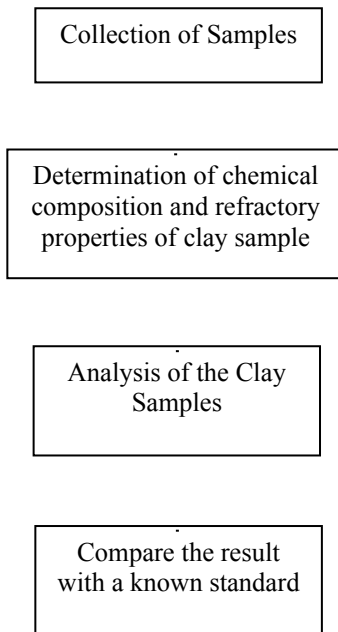 Collection of Samples
Determination of chemical
composition and refractory
properties of clay sample
Analysis of the Clay
Samples
Compare the result
with a known standard